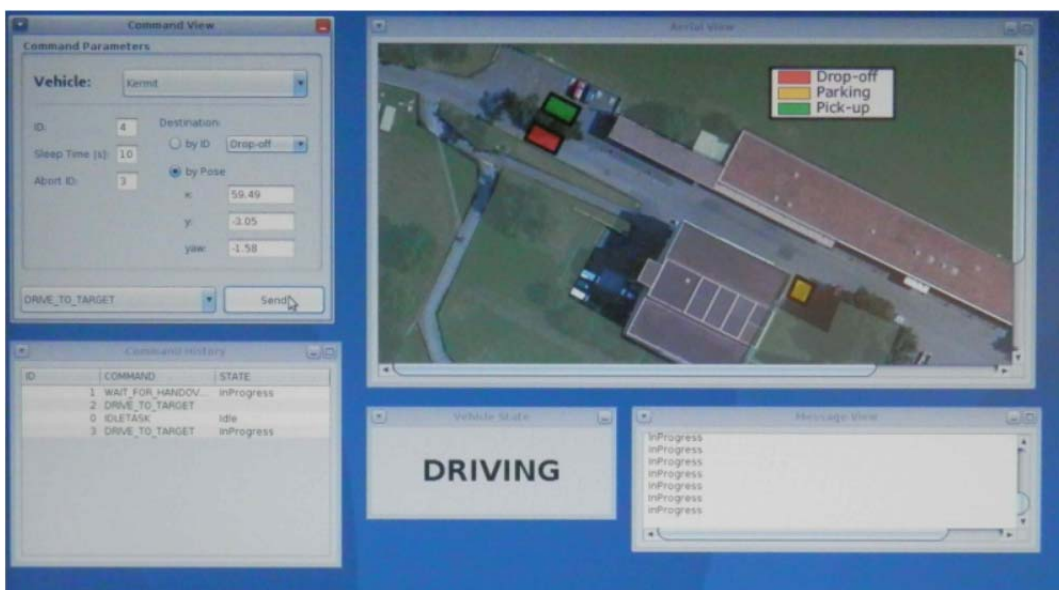 Command View
Command Parameters
Vehicle: Kermit
ID: 4
Destination:
by ID Drop-off
Sleep Time [s]: 10
by Pose
Abort ID: 3
x: 59.49
y: -3.05
yaw: -1.58
DRIVE_TO_TARGET Send
Aerial View
Drop-off
Parking
Pick-up
Command History
ID COMMAND STATE
1 WAIT_FOR_HANDOV... InProgress
2 DRIVE_TO_TARGET
0 IDLETASK Idle
3 DRIVE_TO_TARGET InProgress
Vehicle State
DRIVING
Message View
InProgress
InProgress
InProgress
InProgress
InProgress
InProgress
InProgress